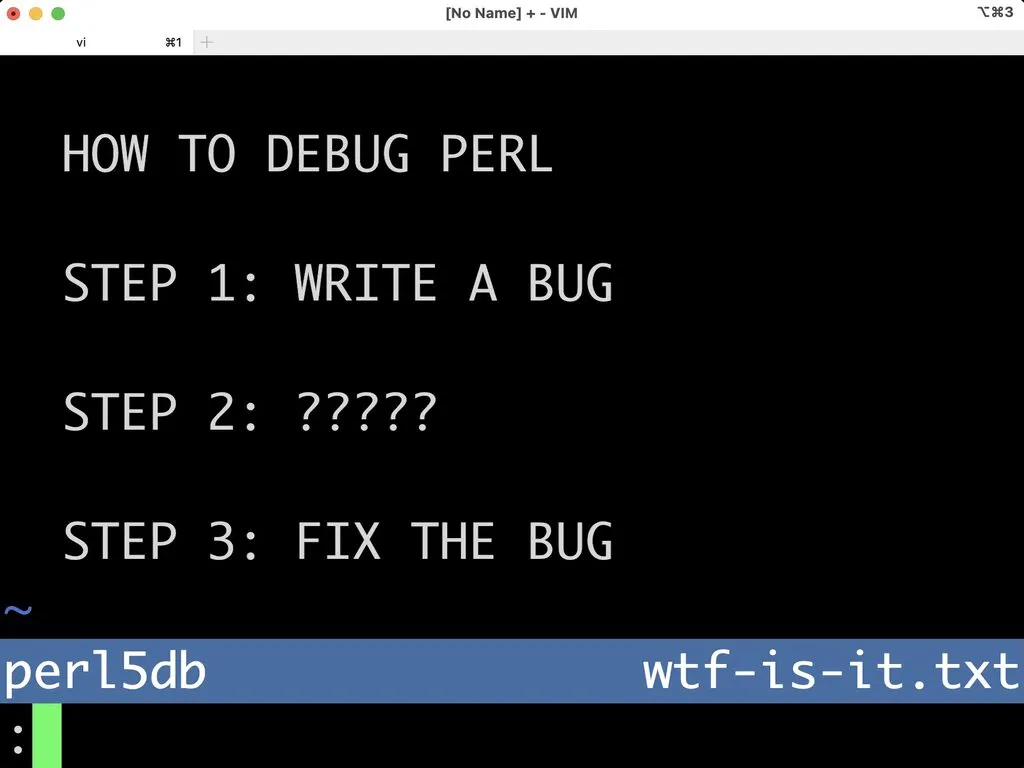 [No Name] + - VIM ⌥⌘3
vi ⌘1 +
HOW TO DEBUG PERL
STEP 1: WRITE A BUG
STEP 2: ?????
STEP 3: FIX THE BUG
~
perl5db wtf-is-it.txt
: